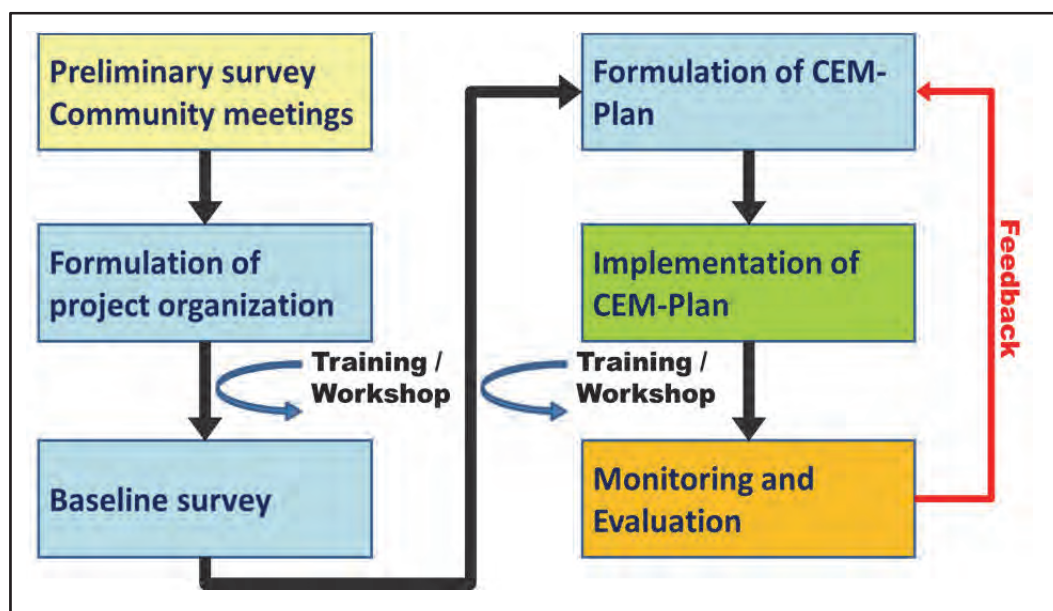 Preliminary survey
Community meetings
Formulation of
project organization
Training /
Workshop
Baseline survey
Formulation of CEM-
Plan
Implementation of
CEM-Plan
Training /
Workshop
Monitoring and
Evaluation
Feedback